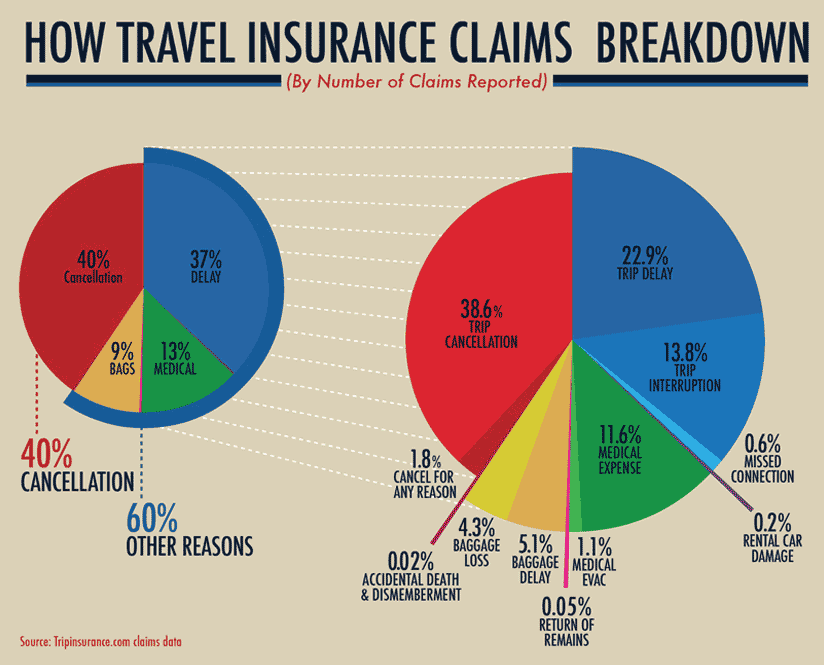 HOW TRAVEL INSURANCE CLAIMS BREAKDOWN
(By Number of Claims Reported)
40%
Cancellation
37%
DELAY
9%
BAGS
13%
MEDICAL
40%
CANCELLATION
60%
OTHER REASONS
22.9%
TRIP DELAY
38.6%
TRIP
CANCELLATION
13.8%
TRIP
INTERRUPTION
11.6%
MEDICAL
EXPENSE
0.6%
MISSED
CONNECTION
0.2%
RENTAL CAR
DAMAGE
1.8%
CANCEL FOR
ANY REASON
0.02%
ACCIDENTAL DEATH
& DISMEMBERMENT
4.3%
BAGGAGE
LOSS
5.1%
BAGGAGE
DELAY
1.1%
MEDICAL
EVAC
0.05%
RETURN OF
REMAINS
Source: Tripinsurance.com claims data